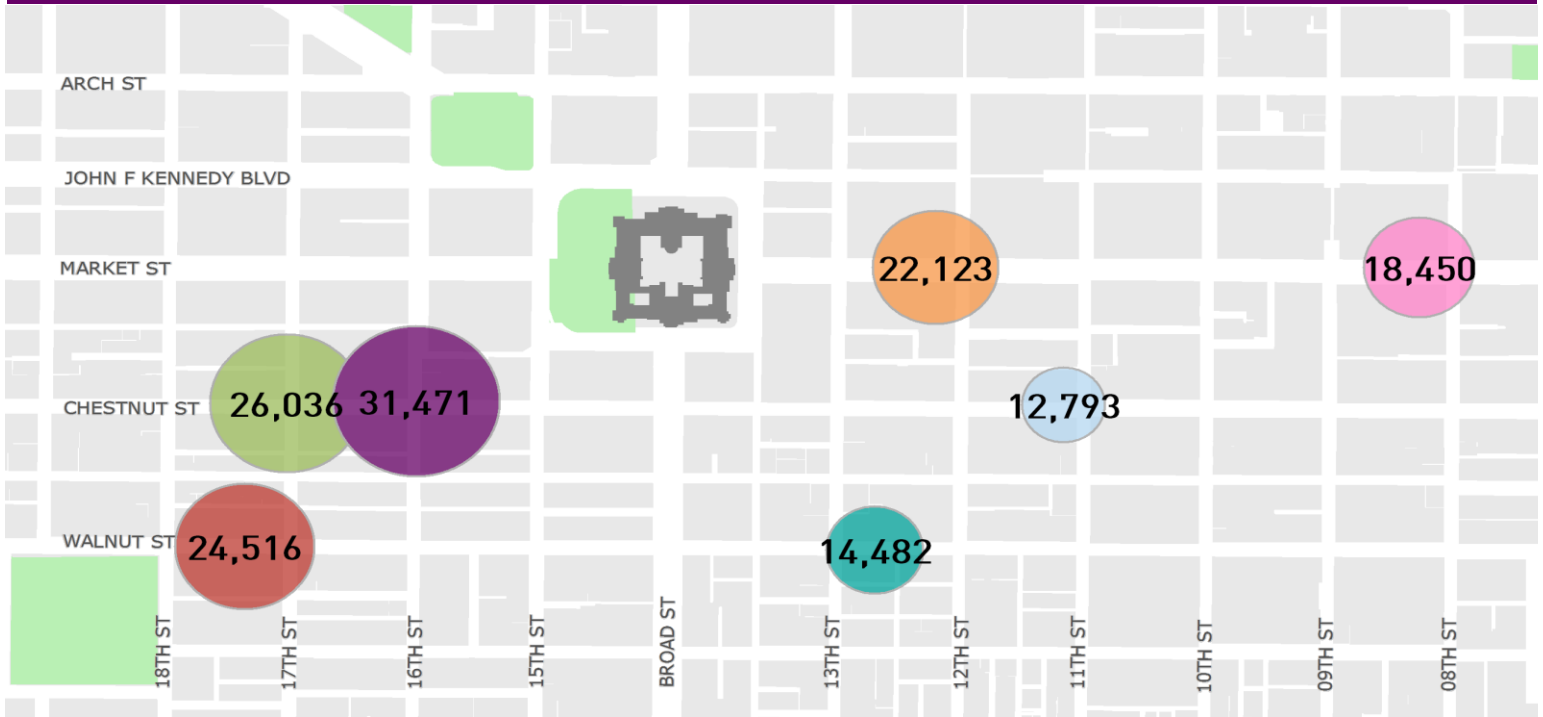 ARCH ST
JOHN F KENNEDY BLVD
MARKET ST
22,123
18,450
CHESTNUT ST
26,036
31,471
12,793
WALNUT ST
24,516
14,482
18TH ST
17TH ST
16TH ST
15TH ST
BROAD ST
13TH ST
12TH ST
11TH ST
10TH ST
09TH ST
08TH ST